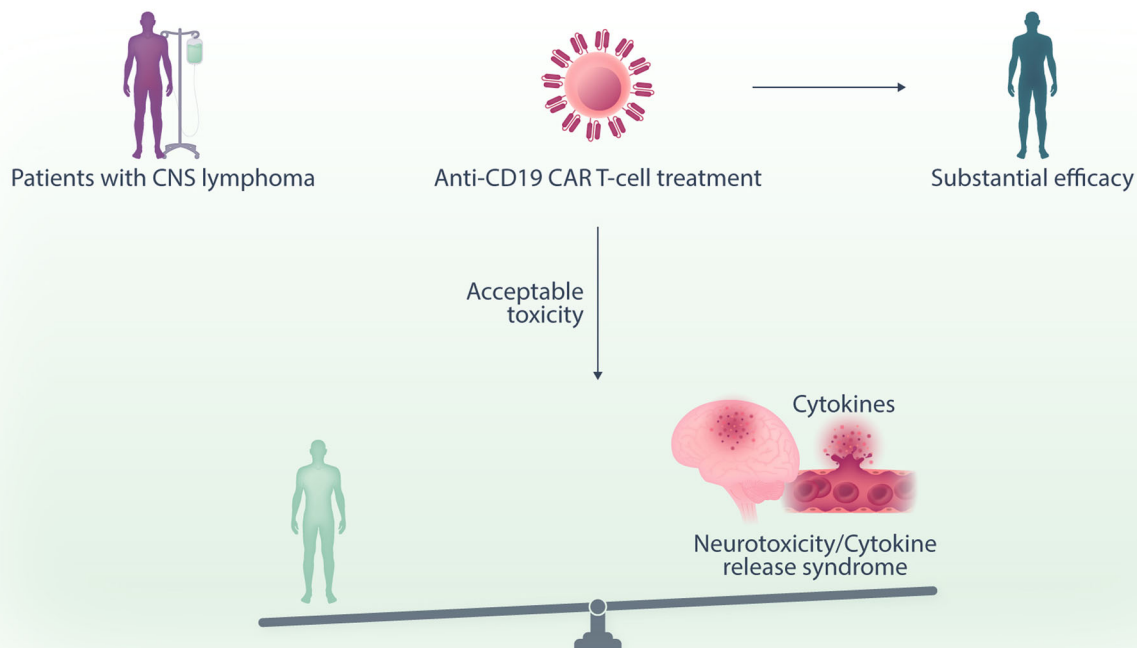 Patients with CNS lymphoma
Anti-CD19 CAR T-cell treatment
Substantial efficacy
Acceptable
toxicity
Cytokines
Neurotoxicity/Cytokine
release syndrome